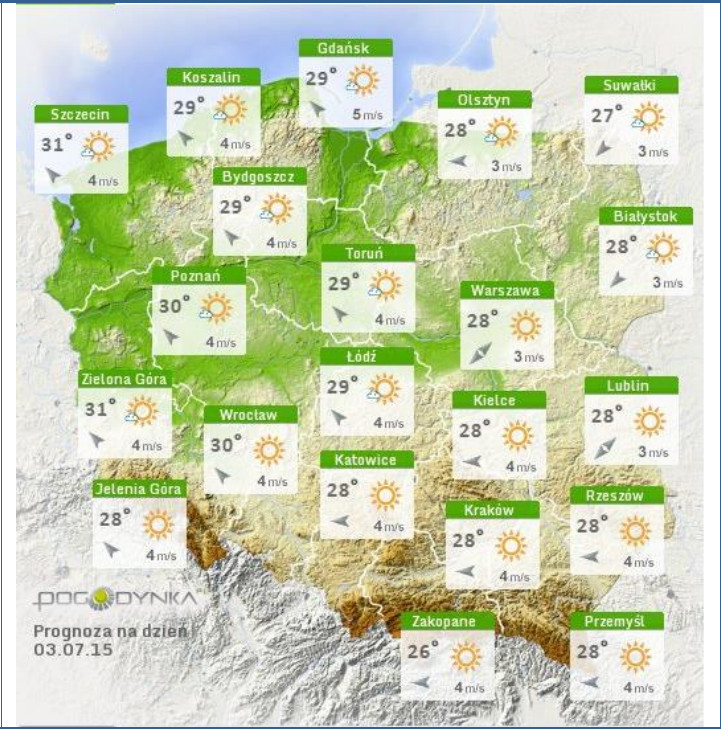 Gdańsk
29°
5 m/s
Koszalin
29°
4 m/s
Suwałki
27°
3 m/s
Olsztyn
28°
3 m/s
Szczecin
31°
4 m/s
Bydgoszcz
29°
4 m/s
Białystok
28°
3 m/s
Toruń
29°
4 m/s
Poznań
30°
4 m/s
Warszawa
28°
3 m/s
Łódź
29°
4 m/s
Zielona Góra
31°
4 m/s
Lublin
28°
3 m/s
Kielce
28°
4 m/s
Wrocław
30°
4 m/s
Katowice
28°
4 m/s
Jelenia Góra
28°
4 m/s
Rzeszów
28°
4 m/s
Kraków
28°
4 m/s
POGODYNKA
Prognoza na dzień
03.07.15
Zakopane
26°
4 m/s
Przemyśl
28°
4 m/s